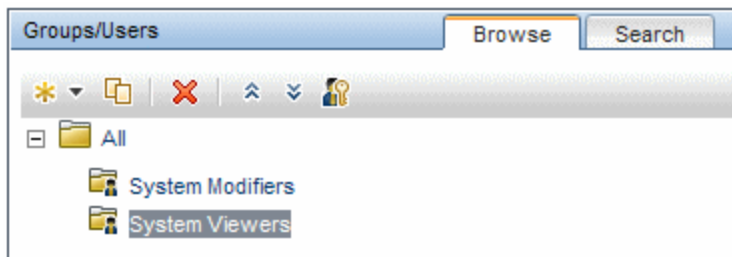 Groups/Users Browse Search
All
System Modifiers
System Viewers